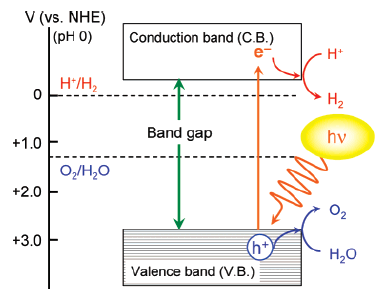 V (vs. NHE)
(pH 0)
Conduction band (C.B.)
e⁻
H⁺
H⁺/H₂
0
H₂
Band gap
hν
+1.0
O₂/H₂O
+2.0
O₂
+3.0
h⁺
H₂O
Valence band (V.B.)